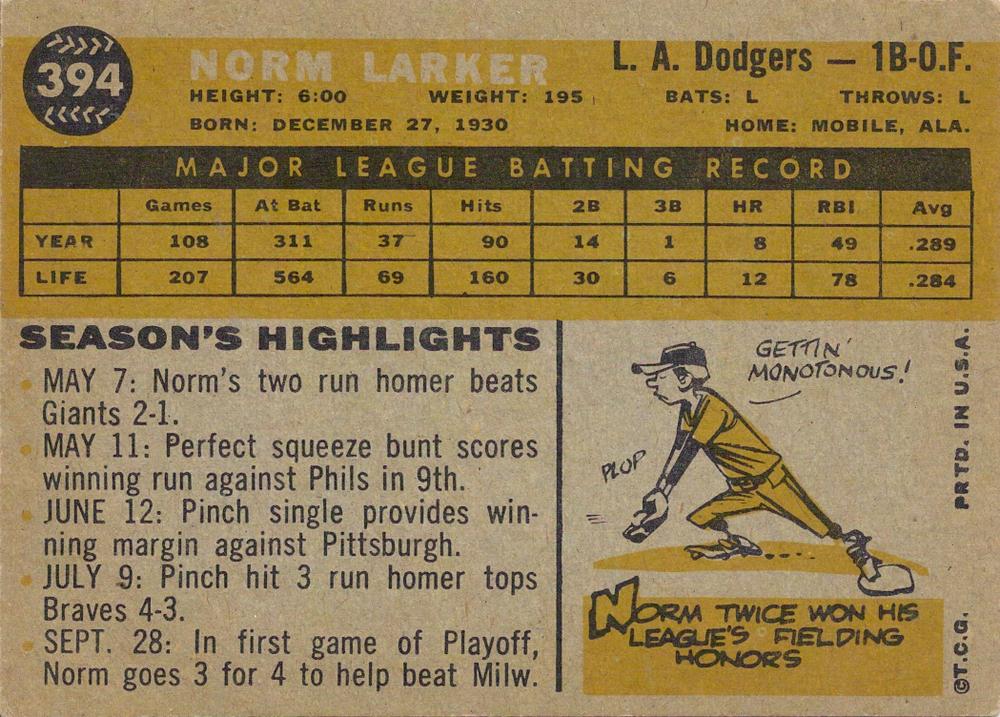 394
NORM LARKER
L. A. Dodgers — 1B-O.F.
HEIGHT: 6:00 WEIGHT: 195 BATS: L THROWS: L
BORN: DECEMBER 27, 1930 HOME: MOBILE, ALA.
MAJOR LEAGUE BATTING RECORD
Games At Bat Runs Hits 2B 3B HR RBI Avg
YEAR 108 311 37 90 14 1 8 49 .289
LIFE 207 564 69 160 30 6 12 78 .284
SEASON'S HIGHLIGHTS
MAY 7: Norm's two run homer beats
Giants 2-1.
MAY 11: Perfect squeeze bunt scores
winning run against Phils in 9th.
JUNE 12: Pinch single provides win-
ning margin against Pittsburgh.
JULY 9: Pinch hit 3 run homer tops
Braves 4-3.
SEPT. 28: In first game of Playoff,
Norm goes 3 for 4 to help beat Milw.
GETTIN'
MONOTONOUS!
PLOP
NORM TWICE WON HIS
LEAGUE'S FIELDING
HONORS
©T.C.G. PRTD. IN U.S.A.